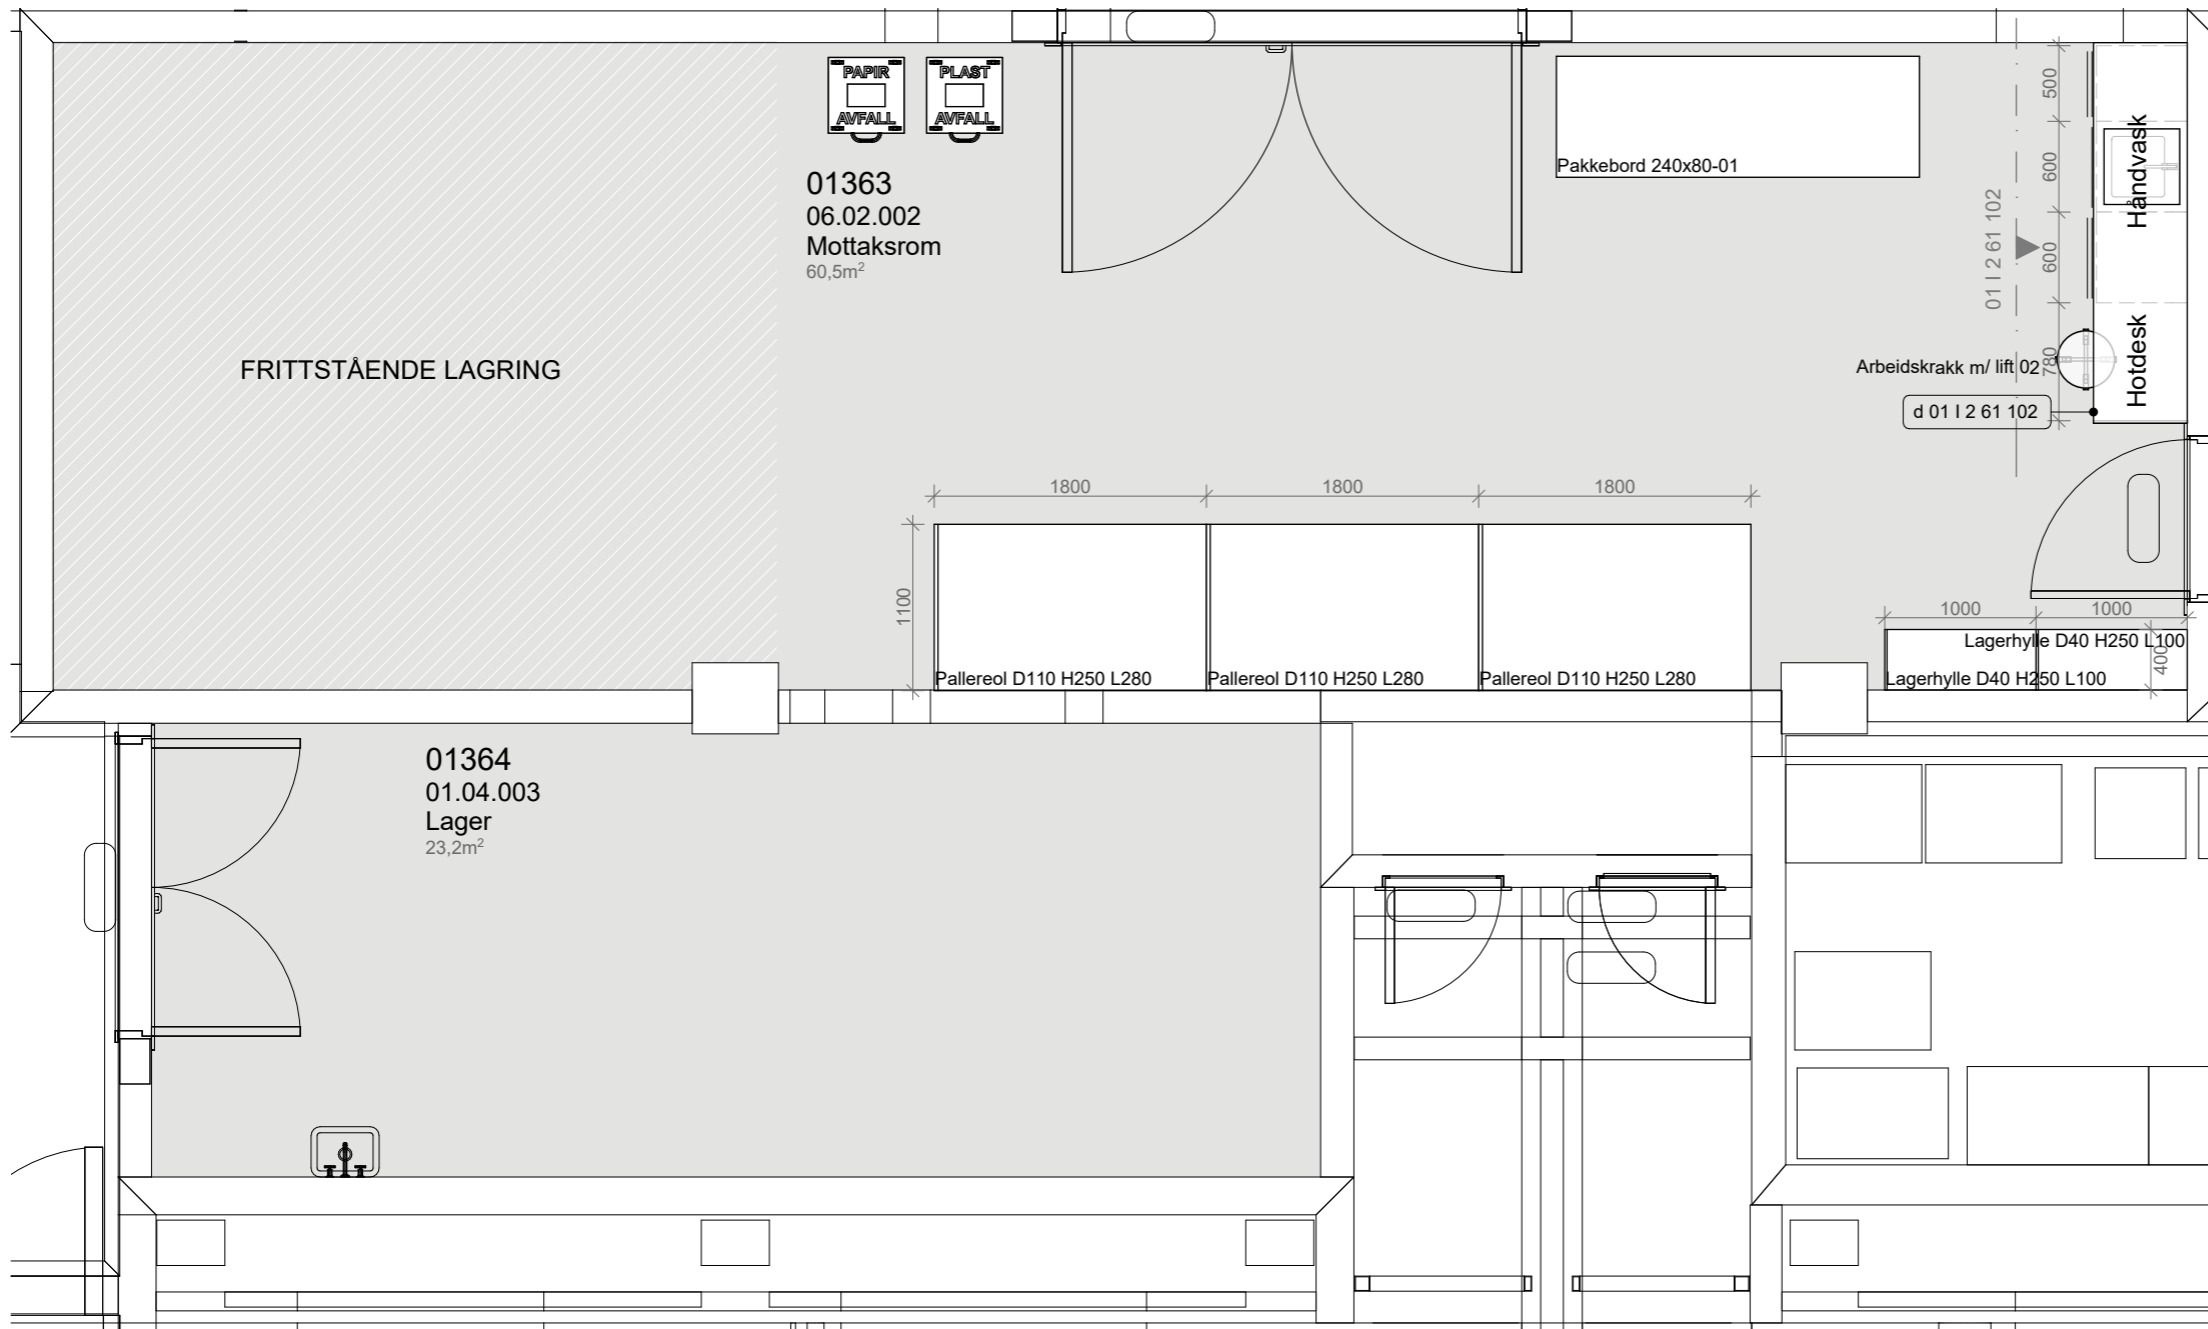 PAPIR
AVFALL
PLAST
AVFALL
01363
06.02.002
Mottaksrom
60,5m²
Pakkebord 240x80-01
500
600
600
780
01 I 2 61 102
Håndvask
Hotdesk
FRITTSTÅENDE LAGRING
Arbeidskrakk m/ lift 02
d 01 I 2 61 102
1800
1800
1800
1100
Pallereol D110 H250 L280
Pallereol D110 H250 L280
Pallereol D110 H250 L280
1000
1000
Lagerhylle D40 H250 L100
400
Lagerhylle D40 H250 L100
01364
01.04.003
Lager
23,2m²